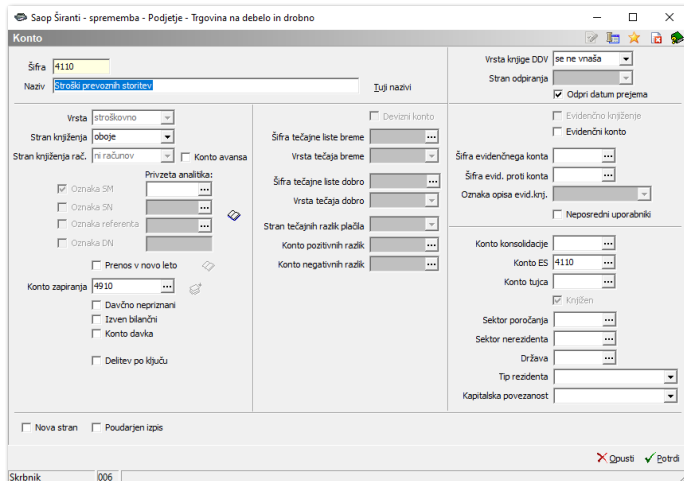 Saop Širanti - sprememba - Podjetje - Trgovina na debelo in drobno
Konto
Šifra 4110
Naziv Stroški prevoznih storitev
Tuji nazivi
Vrsta knjige DDV se ne vnaša
Stran odpiranja
Odpri datum prejema
Vrsta stroškovno
Stran knjiženja oboje
Stran knjiženja rač. ni računov Konto avansa
Privzeta analitika:
Oznaka SM
Oznaka SN
Oznaka referenta
Oznaka DN
Prenos v novo leto
Konto zapiranja 4910
Davčno nepriznani
Izven bilančni
Konto davka
Delitev po ključu
Devizni konto
Šifra tečajne liste breme
Vrsta tečaja breme
Šifra tečajne liste dobro
Vrsta tečaja dobro
Stran tečajnih razlik plačila
Konto pozitivnih razlik
Konto negativnih razlik
Evidenčno knjiženje
Evidenčni konto
Šifra evidenčnega konta
Šifra evid. proti konta
Oznaka opisa evid.knj.
Neposredni uporabniki
Konto konsolidacije
Konto ES 4110
Konto tujca
Knjižen
Sektor poročanja
Sektor nerezidenta
Država
Tip rezidenta
Kapitalska povezanost
Nova stran Poudarjen izpis
Opusti Potrdi
Skrbnik 006